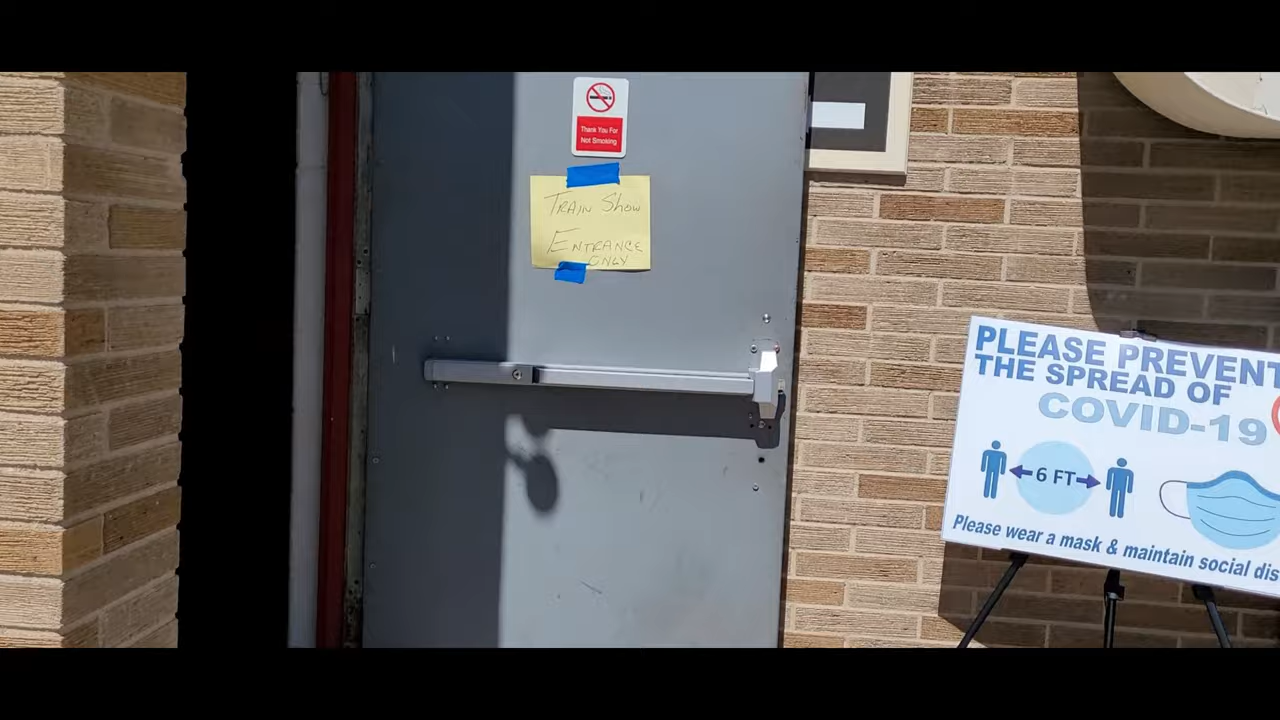 Thank You For
Not Smoking
TRAIN SHOW
ENTRANCE
ONLY
PLEASE PREVENT
THE SPREAD OF
COVID-19
6 FT
Please wear a mask & maintain social dis